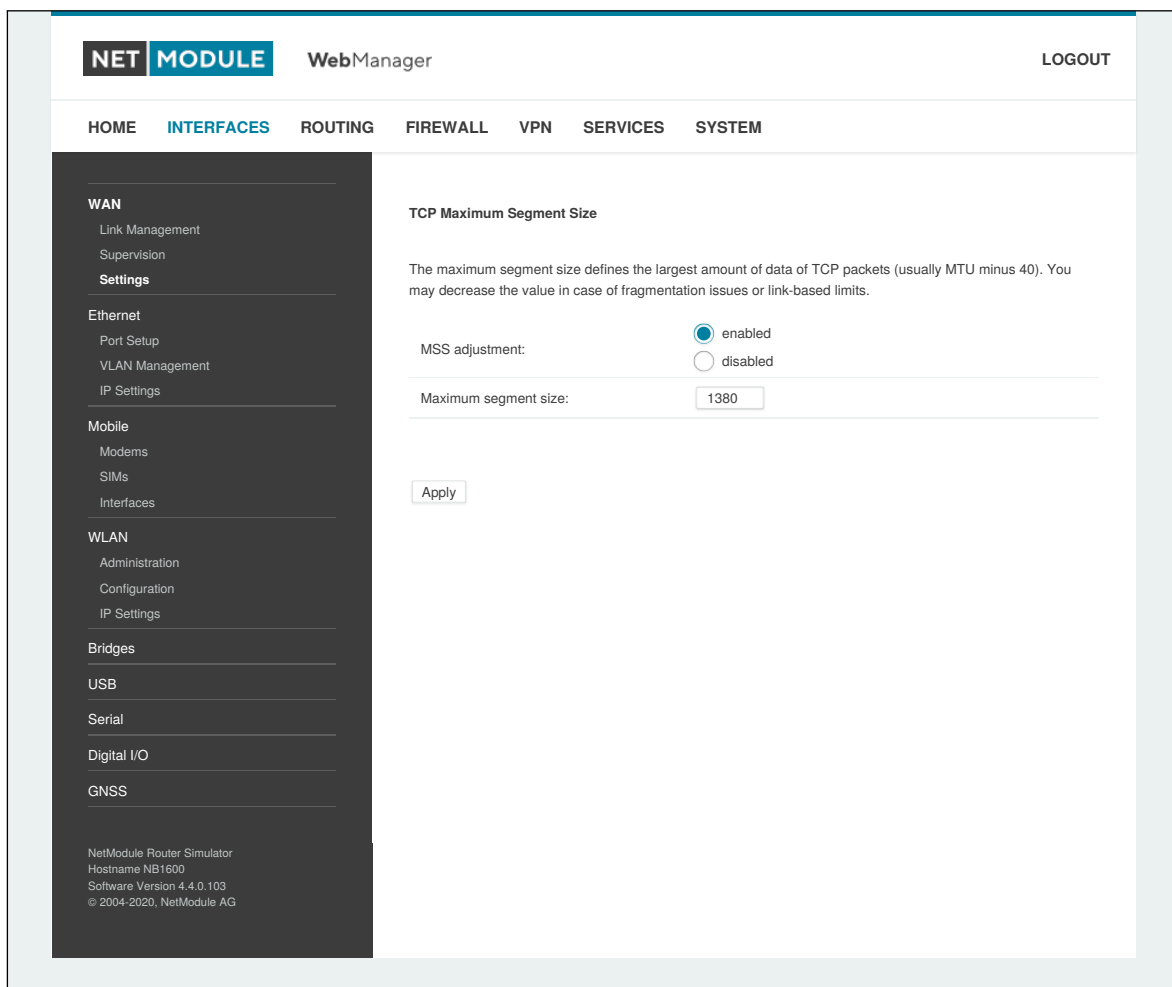 NET MODULE WebManager LOGOUT
HOME INTERFACES ROUTING FIREWALL VPN SERVICES SYSTEM
WAN
Link Management
Supervision
Settings
Ethernet
Port Setup
VLAN Management
IP Settings
Mobile
Modems
SIMs
Interfaces
WLAN
Administration
Configuration
IP Settings
Bridges
USB
Serial
Digital I/O
GNSS
NetModule Router Simulator
Hostname NB1600
Software Version 4.4.0.103
© 2004-2020, NetModule AG
TCP Maximum Segment Size
The maximum segment size defines the largest amount of data of TCP packets (usually MTU minus 40). You
may decrease the value in case of fragmentation issues or link-based limits.
MSS adjustment:
enabled
disabled
Maximum segment size: 1380
Apply